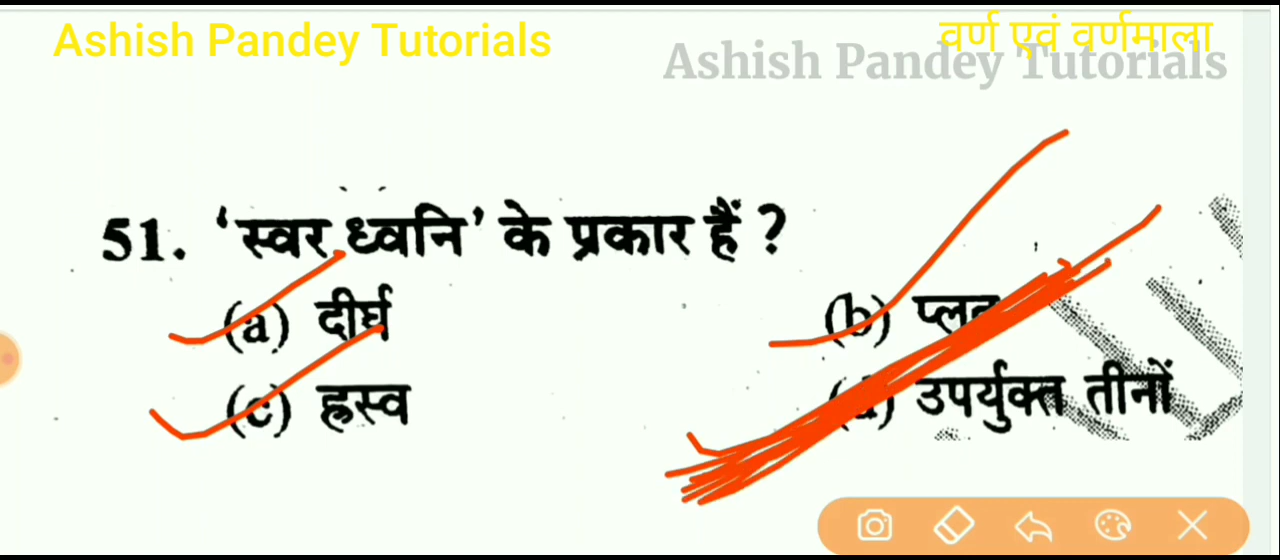 Ashish Pandey Tutorials
वर्ण एवं वर्णमाला
Ashish Pandey Tutorials
51. ‘स्वर ध्वनि’ के प्रकार हैं ?
(a) दीर्घ (b) प्लुत
(c) ह्रस्व (d) उपर्युक्त तीनों